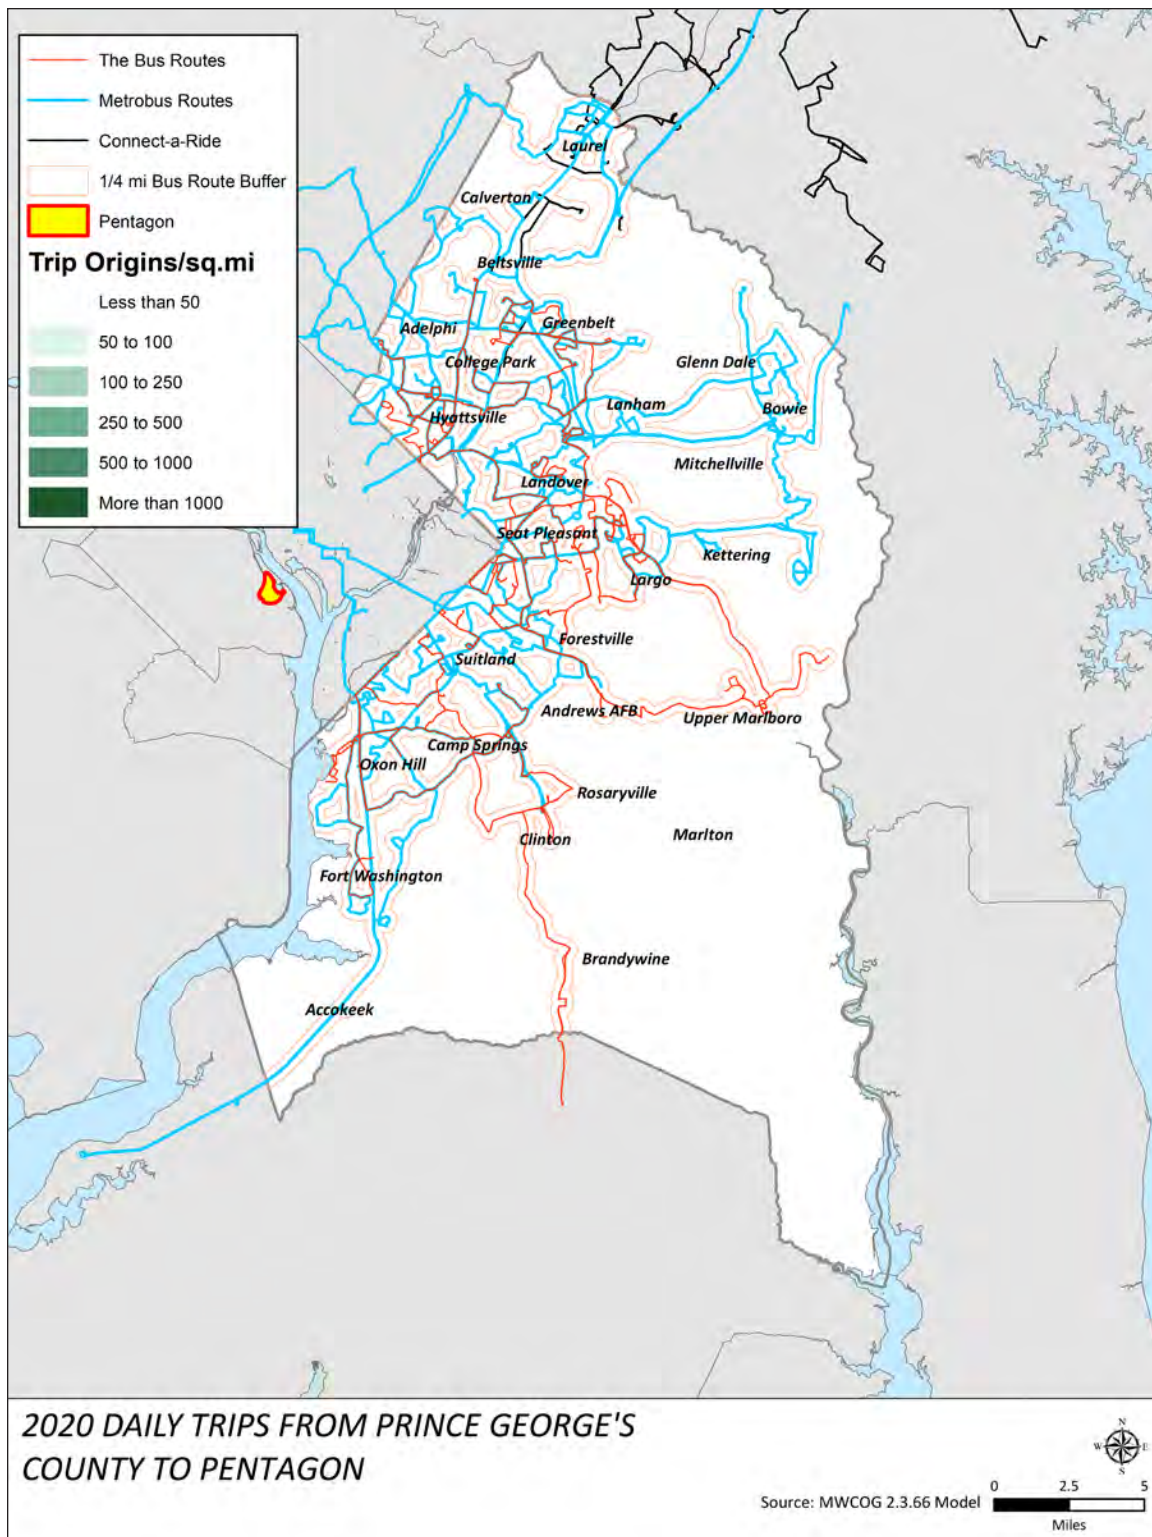 The Bus Routes
Metrobus Routes
Connect-a-Ride
1/4 mi Bus Route Buffer
Pentagon
Trip Origins/sq.mi
Less than 50
50 to 100
100 to 250
250 to 500
500 to 1000
More than 1000
Laurel
Calverton
Beltsville
Adelphi
Greenbelt
College Park
Glenn Dale
Hyattsville
Lanham
Bowie
Mitchellville
Landover
Seat Pleasant
Kettering
Largo
Forestville
Suitland
Andrews AFB
Upper Marlboro
Camp Springs
Oxon Hill
Rosaryville
Clinton
Marlton
Fort Washington
Brandywine
Accokeek
2020 DAILY TRIPS FROM PRINCE GEORGE'S
COUNTY TO PENTAGON
N
W E
S
0 2.5 5
Source: MWCOG 2.3.66 Model
Miles